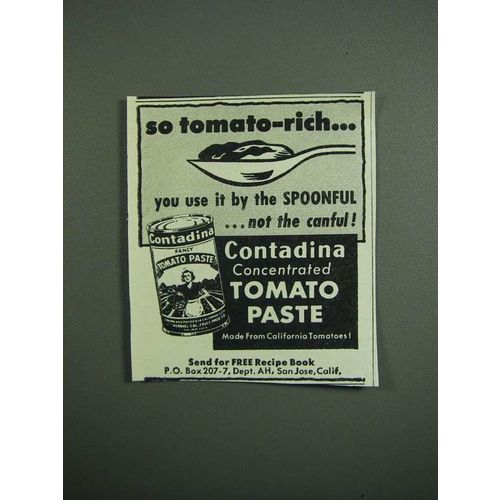 so tomato-rich...
you use it by the SPOONFUL
...not the canful!
Contadina
FANCY
TOMATO PASTE
Contadina
Concentrated
TOMATO
PASTE
Made From California Tomatoes!
Send for FREE Recipe Book
P.O. Box 207-7, Dept. AH, San Jose, Calif.